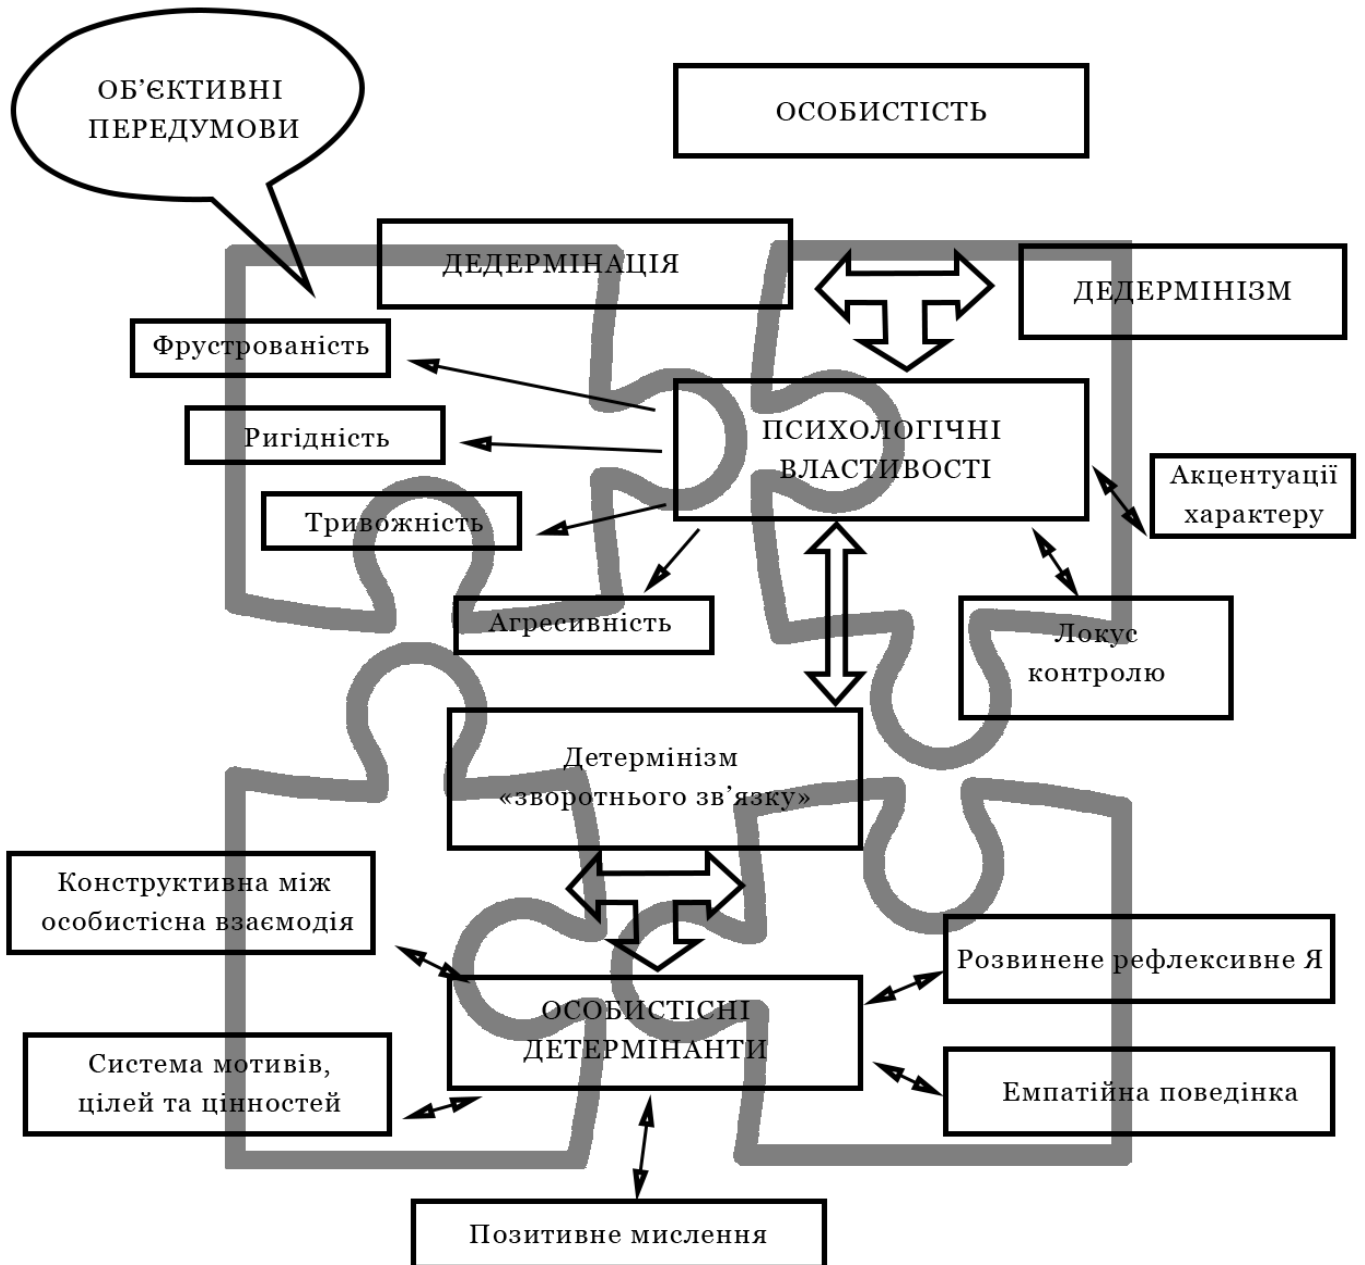 ОБ’ЄКТИВНІ
ПЕРЕДУМОВИ
ОСОБИСТІСТЬ
ДЕДЕРМІНАЦІЯ
ДЕДЕРМІНІЗМ
Фрустрованість
Ригідність
Тривожність
Агресивність
ПСИХОЛОГІЧНІ
ВЛАСТИВОСТІ
Акцентуації
характеру
Локус
контролю
Детермінізм
«зворотнього зв’язку»
Конструктивна між
особистісна взаємодія
ОСОБИСТІСНІ
ДЕТЕРМІНАНТИ
Розвинене рефлексивне Я
Система мотивів,
цілей та цінностей
Емпатійна поведінка
Позитивне мислення